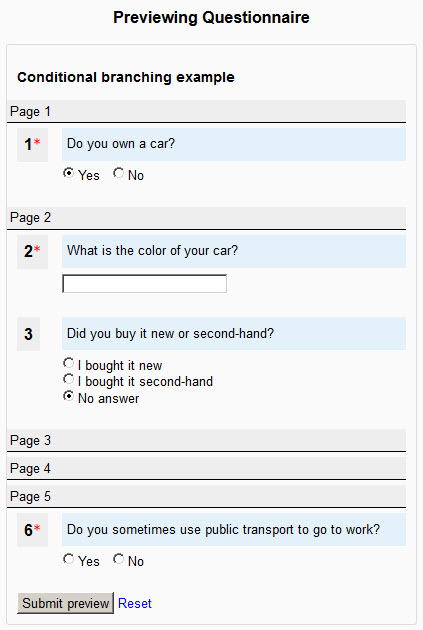 Previewing Questionnaire
Conditional branching example
Page 1
1* Do you own a car?
Yes No
Page 2
2* What is the color of your car?
3 Did you buy it new or second-hand?
I bought it new
I bought it second-hand
No answer
Page 3
Page 4
Page 5
6* Do you sometimes use public transport to go to work?
Yes No
Submit preview Reset